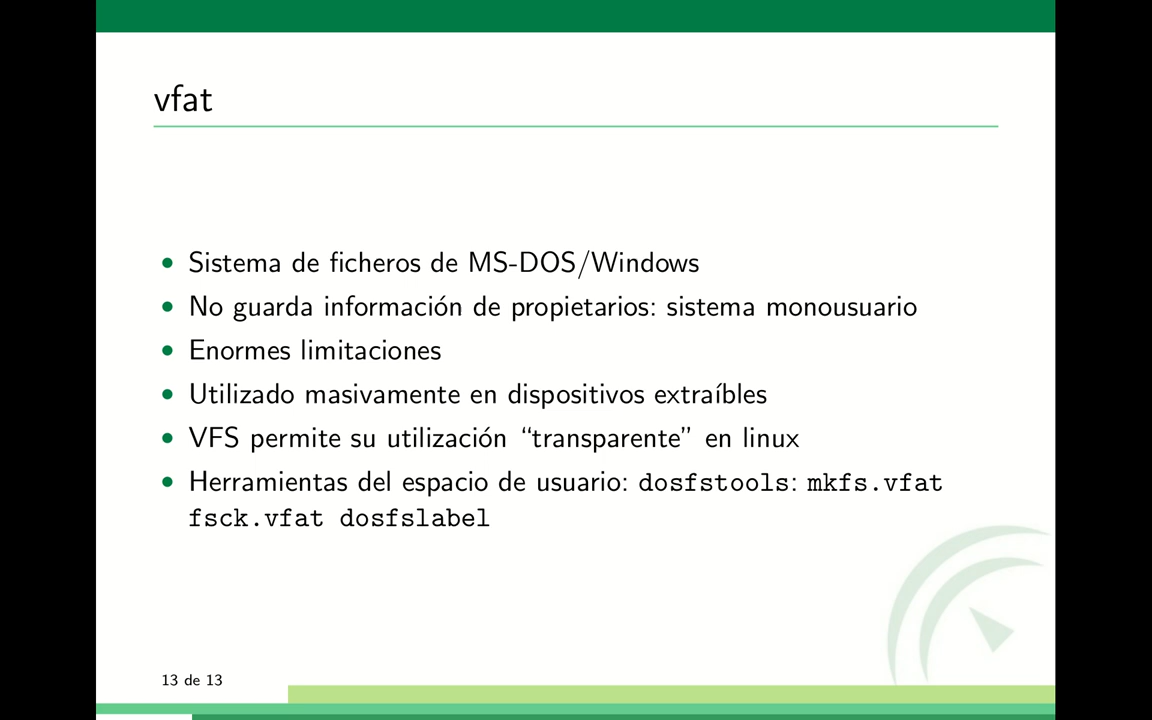 vfat
• Sistema de ficheros de MS-DOS/Windows
• No guarda información de propietarios: sistema monousuario
• Enormes limitaciones
• Utilizado masivamente en dispositivos extraíbles
• VFS permite su utilización “transparente” en linux
• Herramientas del espacio de usuario: dosfstools: mkfs.vfat
fsck.vfat dosfslabel
13 de 13